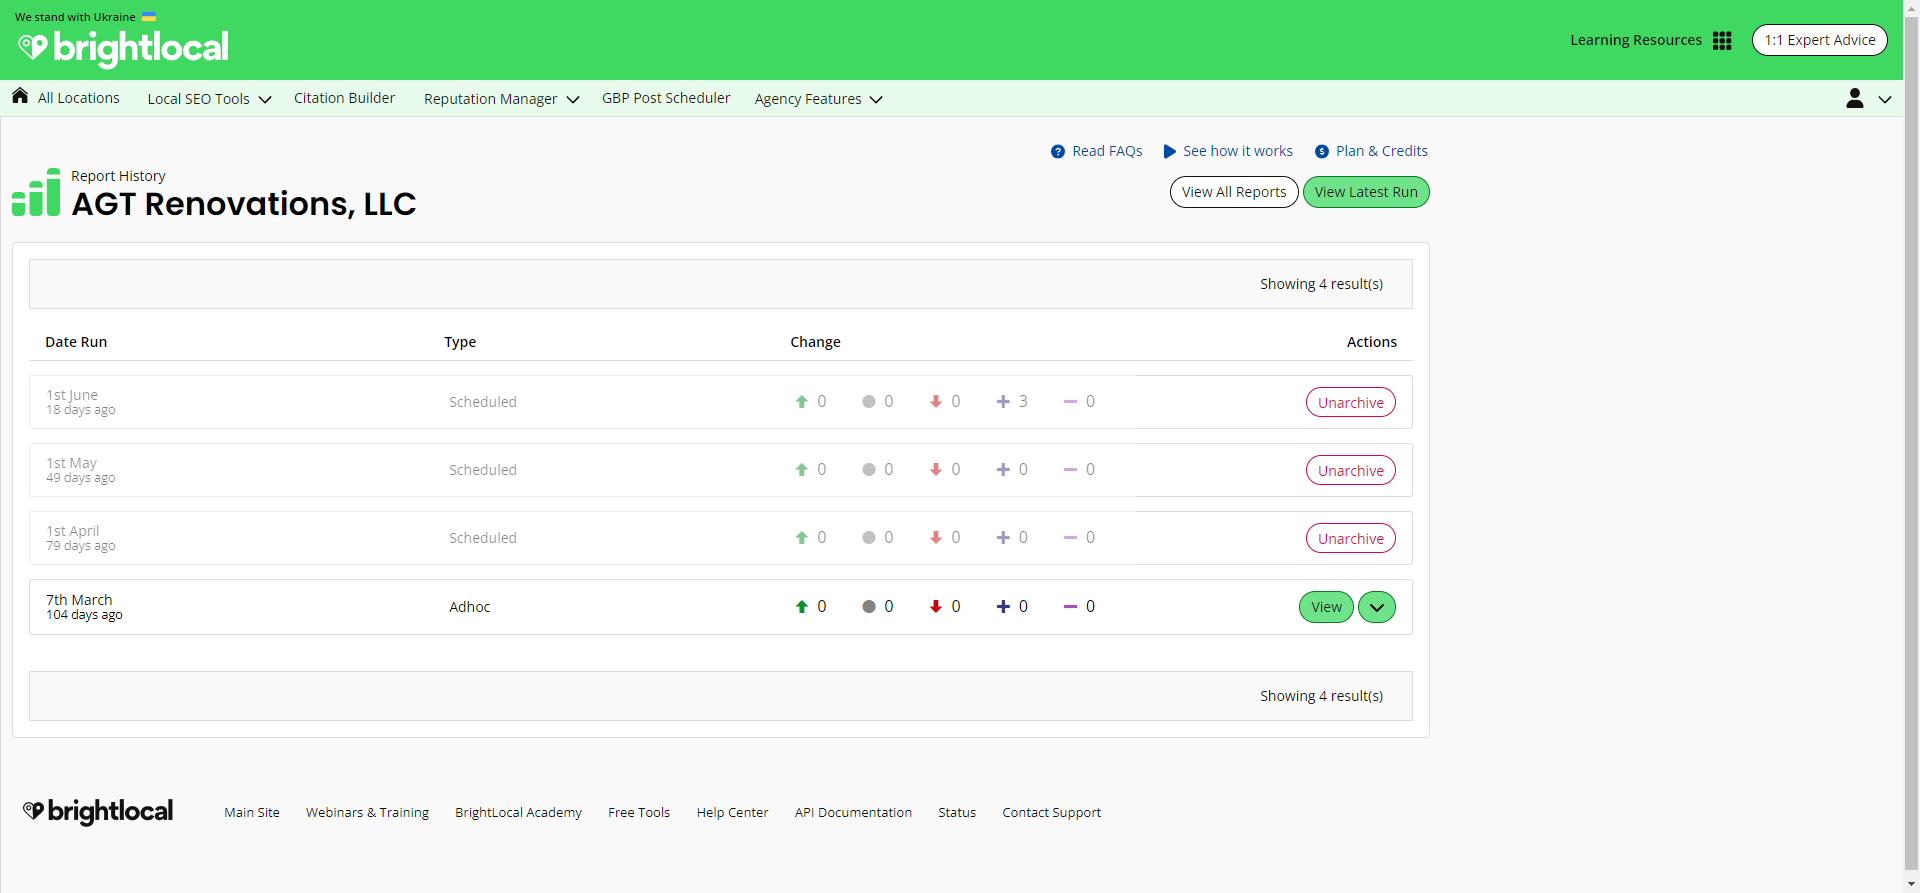 We stand with Ukraine
brightlocal
Learning Resources
1:1 Expert Advice
All Locations
Local SEO Tools
Citation Builder
Reputation Manager
GBP Post Scheduler
Agency Features
Read FAQs
See how it works
Plan & Credits
Report History
AGT Renovations, LLC
View All Reports
View Latest Run
Showing 4 result(s)
Date Run Type Change Actions
1st June
18 days ago
Scheduled
0 0 0 3 0
Unarchive
1st May
49 days ago
Scheduled
0 0 0 0 0
Unarchive
1st April
79 days ago
Scheduled
0 0 0 0 0
Unarchive
7th March
104 days ago
Adhoc
0 0 0 0 0
View
Showing 4 result(s)
brightlocal
Main Site
Webinars & Training
BrightLocal Academy
Free Tools
Help Center
API Documentation
Status
Contact Support